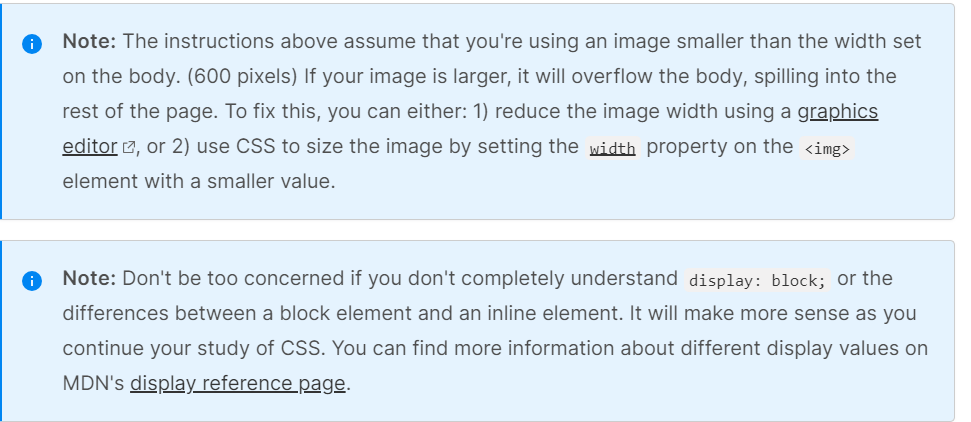 Note: The instructions above assume that you're using an image smaller than the width set
on the body. (600 pixels) If your image is larger, it will overflow the body, spilling into the
rest of the page. To fix this, you can either: 1) reduce the image width using a graphics
editor, or 2) use CSS to size the image by setting the width property on the <img>
element with a smaller value.
Note: Don't be too concerned if you don't completely understand display: block; or the
differences between a block element and an inline element. It will make more sense as you
continue your study of CSS. You can find more information about different display values on
MDN's display reference page.